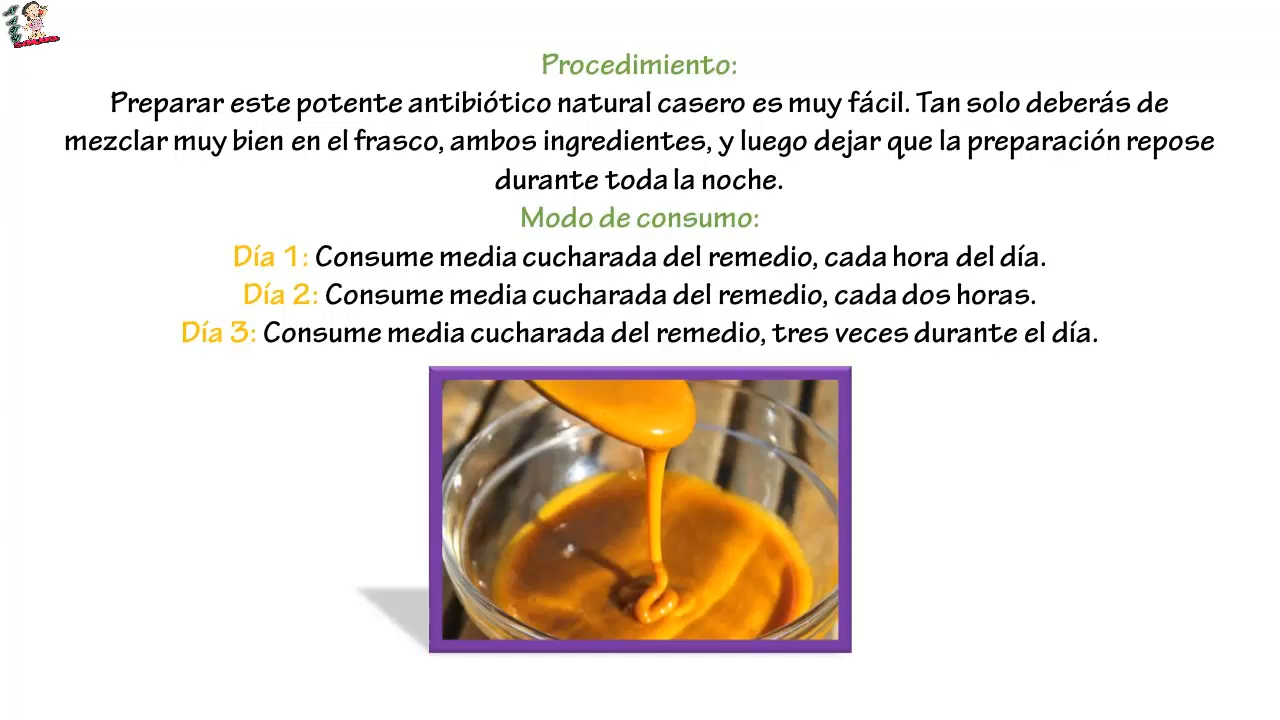 Procedimiento:
Preparar este potente antibiótico natural casero es muy fácil. Tan solo deberás de
mezclar muy bien en el frasco, ambos ingredientes, y luego dejar que la preparación repose
durante toda la noche.
Modo de consumo:
Día 1: Consume media cucharada del remedio, cada hora del día.
Día 2: Consume media cucharada del remedio, cada dos horas.
Día 3: Consume media cucharada del remedio, tres veces durante el día.